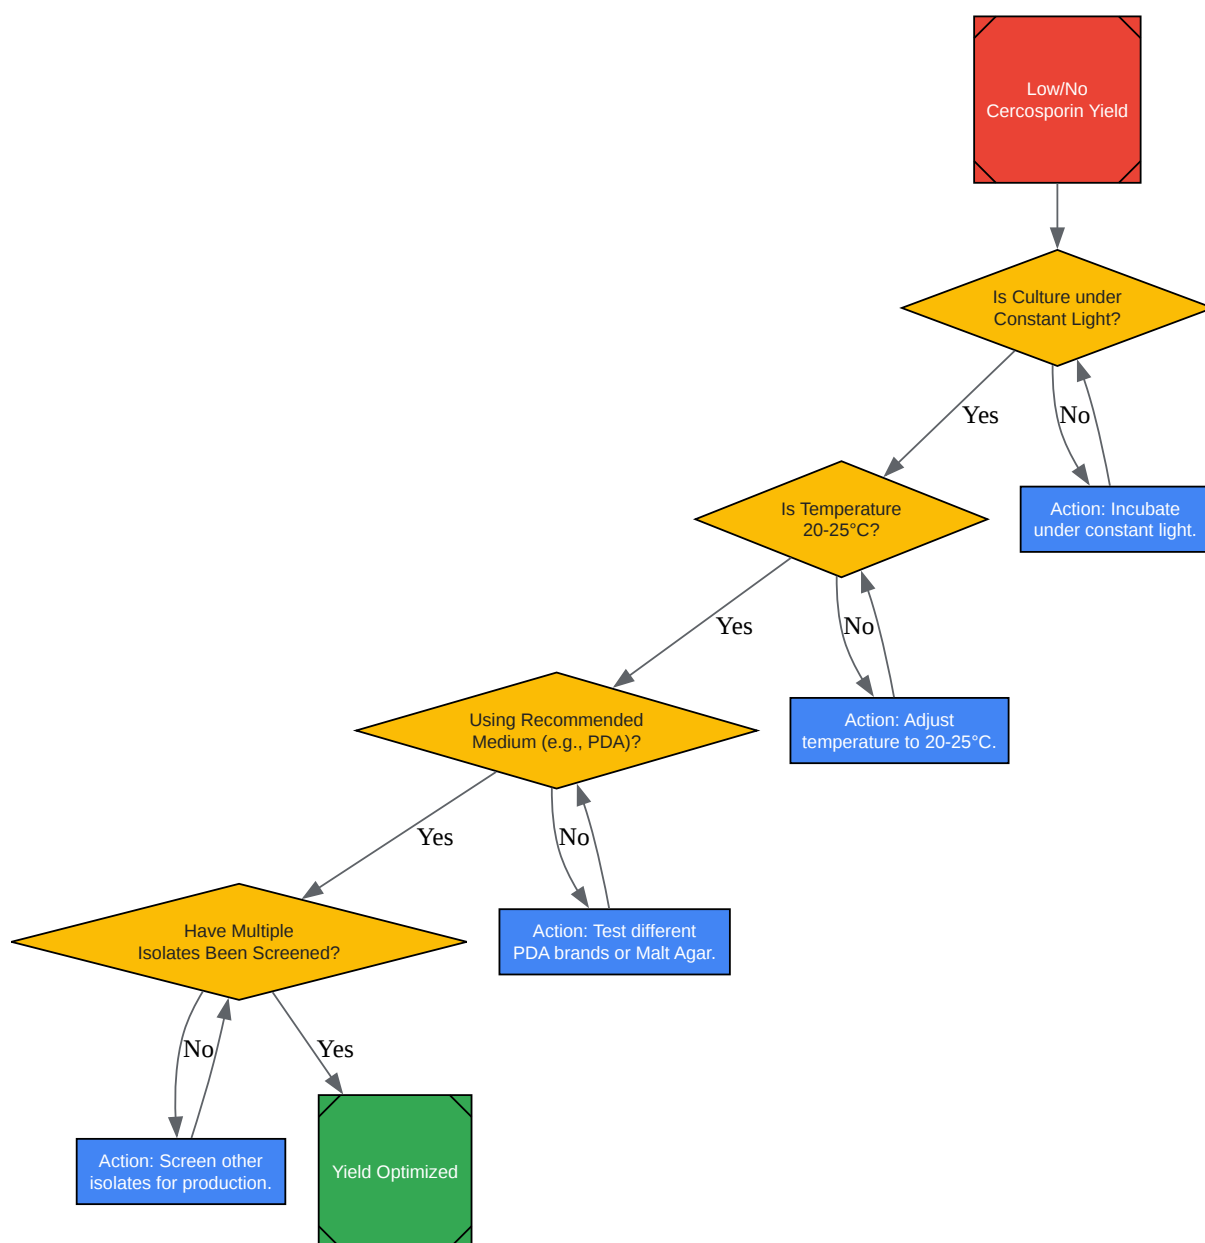 Low/No
Cercosporin Yield
Is Culture under
Constant Light?
Yes
No
Is Temperature
20-25°C?
Action: Incubate
under constant light.
Yes
No
Using Recommended
Medium (e.g., PDA)?
Action: Adjust
temperature to 20-25°C.
Yes
No
Have Multiple
Isolates Been Screened?
Action: Test different
PDA brands or Malt Agar.
No
Yes
Action: Screen other
isolates for production.
Yield Optimized